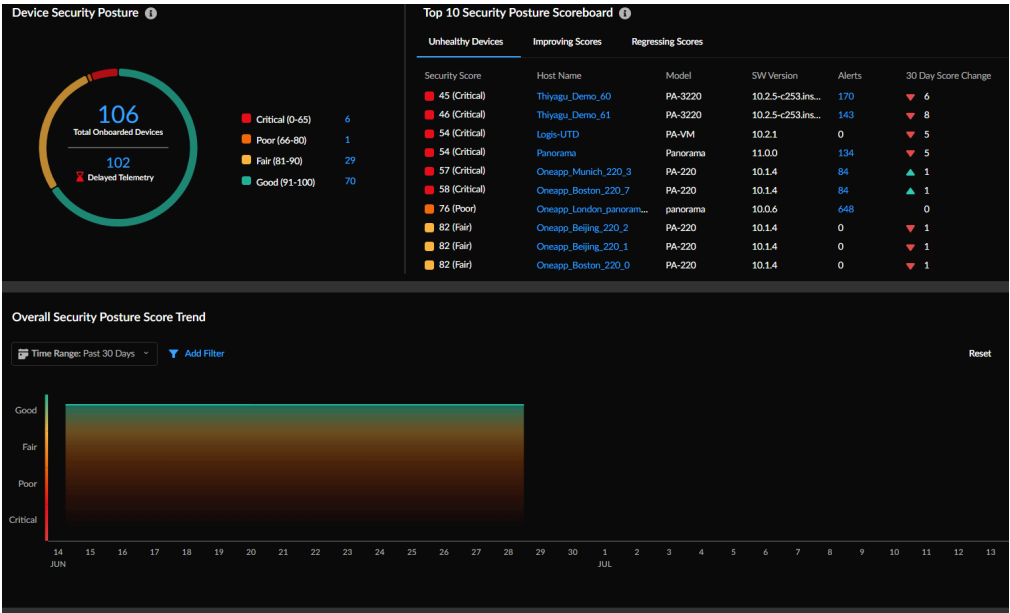 Device Security Posture
106
Total Onboarded Devices
102
Delayed Telemetry
Critical (0-65) 6
Poor (66-80) 1
Fair (81-90) 29
Good (91-100) 70
Top 10 Security Posture Scoreboard
Unhealthy Devices Improving Scores Regressing Scores
Security Score Host Name Model SW Version Alerts 30 Day Score Change
45 (Critical) Thiyagu_Demo_60 PA-3220 10.2.5-c253.ins... 170 6
46 (Critical) Thiyagu_Demo_61 PA-3220 10.2.5-c253.ins... 143 8
54 (Critical) Logis-UTD PA-VM 10.2.1 0 5
54 (Critical) Panorama Panorama 11.0.0 134 5
57 (Critical) Oneapp_Munich_220_3 PA-220 10.1.4 84 1
58 (Critical) Oneapp_Boston_220_7 PA-220 10.1.4 84 1
76 (Poor) Oneapp_London_panoram... panorama 10.0.6 648 0
82 (Fair) Oneapp_Beijing_220_2 PA-220 10.1.4 0 1
82 (Fair) Oneapp_Beijing_220_1 PA-220 10.1.4 0 1
82 (Fair) Oneapp_Boston_220_0 PA-220 10.1.4 0 1
Overall Security Posture Score Trend
Time Range: Past 30 Days Add Filter Reset
Good
Fair
Poor
Critical
14 15 16 17 18 19 20 21 22 23 24 25 26 27 28 29 30 1 2 3 4 5 6 7 8 9 10 11 12 13
JUN JUL